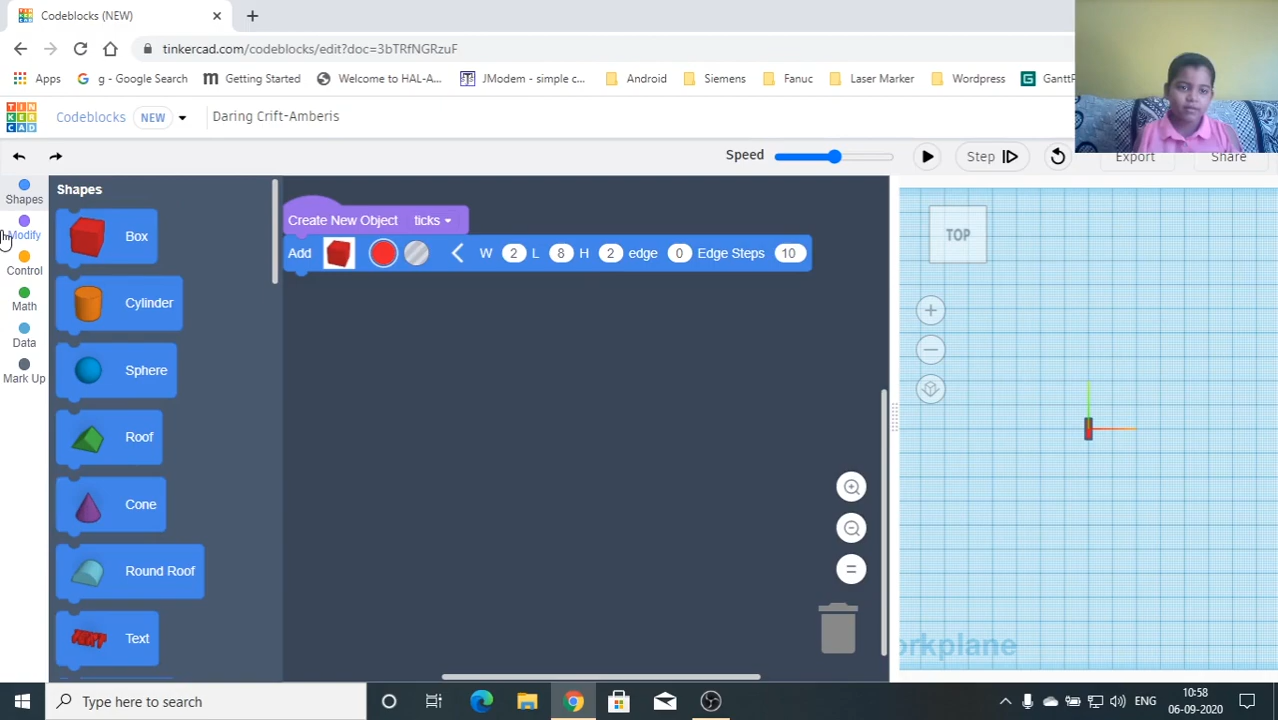 Codeblocks (NEW)
tinkercad.com/codeblocks/edit?doc=3bTRfNGRzuF
Apps
g - Google Search
Getting Started
Welcome to HAL-A...
JModem - simple c...
Android
Siemens
Fanuc
Laser Marker
Wordpress
GanttP
TIN
KER
CAD
Codeblocks
NEW
Daring Crift-Amberis
Speed
Step
Export
Share
Shapes
Modify
Control
Math
Data
Mark Up
Shapes
Box
Cylinder
Sphere
Roof
Cone
Round Roof
Text
Create New Object ticks
Add W 2 L 8 H 2 edge 0 Edge Steps 10
TOP
orkplane
Type here to search
ENG
10:58
06-09-2020